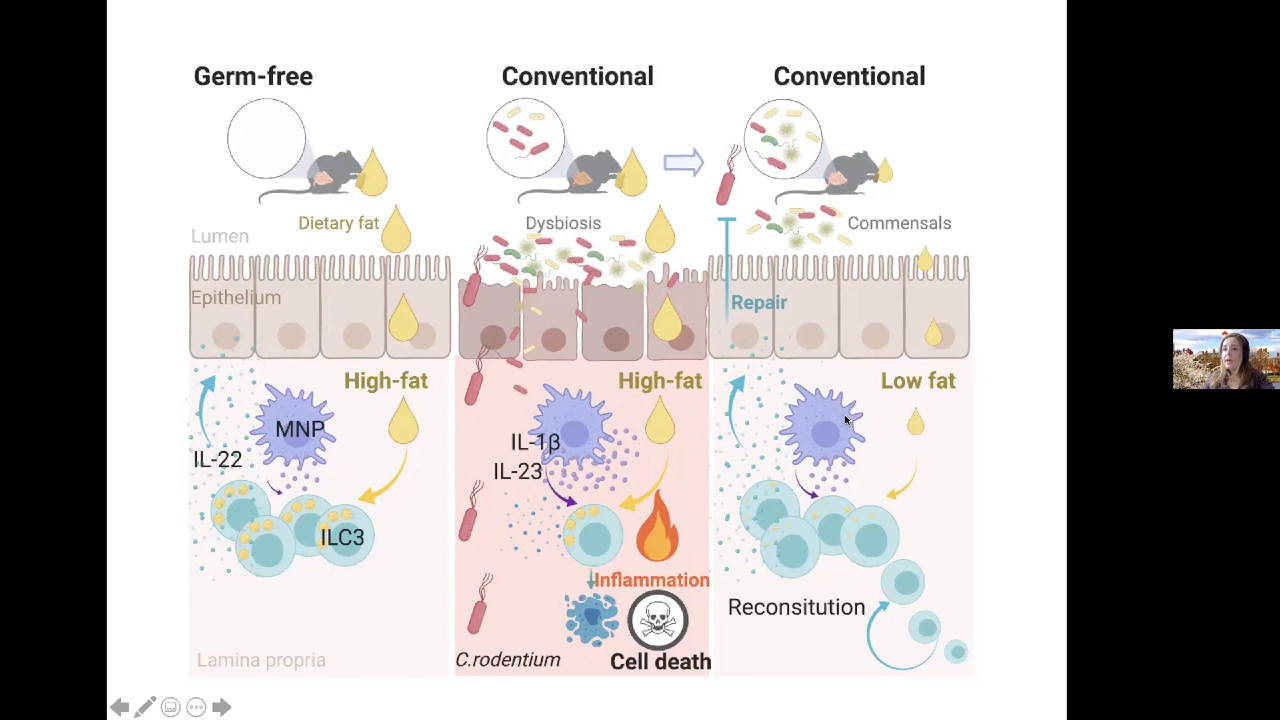 Germ-free
Conventional
Conventional
Dietary fat
Dysbiosis
Commensals
Lumen
Epithelium
Repair
High-fat
High-fat
Low fat
MNP
IL-1β
IL-22
IL-23
ILC3
Inflammation
Reconsitution
Lamina propria
C.rodentium
Cell death